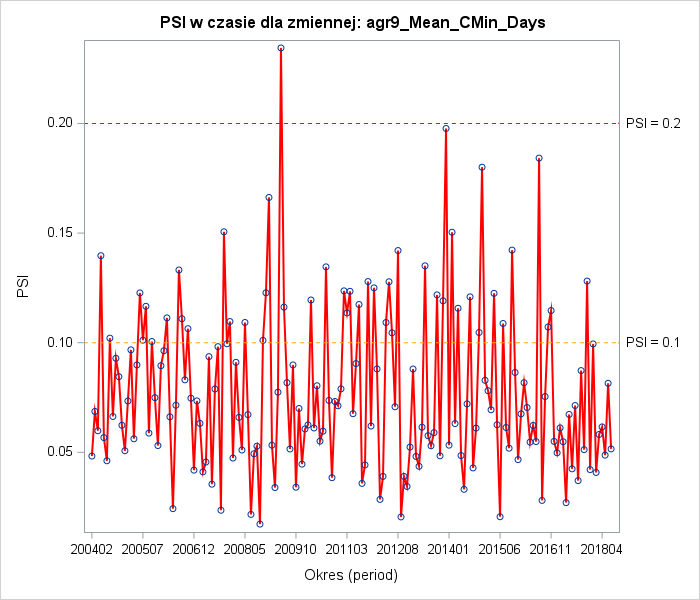 PSI w czasie dla zmiennej: agr9_Mean_CMin_Days
0.20
PSI = 0.2
0.15
PSI
0.10
PSI = 0.1
0.05
200402 200507 200612 200805 200910 201103 201208 201401 201506 201611 201804
Okres (period)